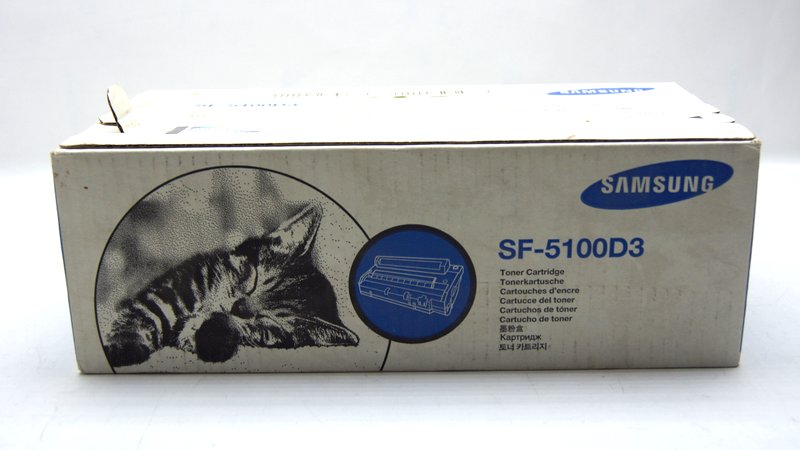 SAMSUNG
SAMSUNG
SF-5100D3
Toner Cartridge
Tonerkartusche
Cartouches d'encre
Cartucce del toner
Cartuchos de tóner
Cartucho de toner
墨粉盒
Картридж
토너 카트리지